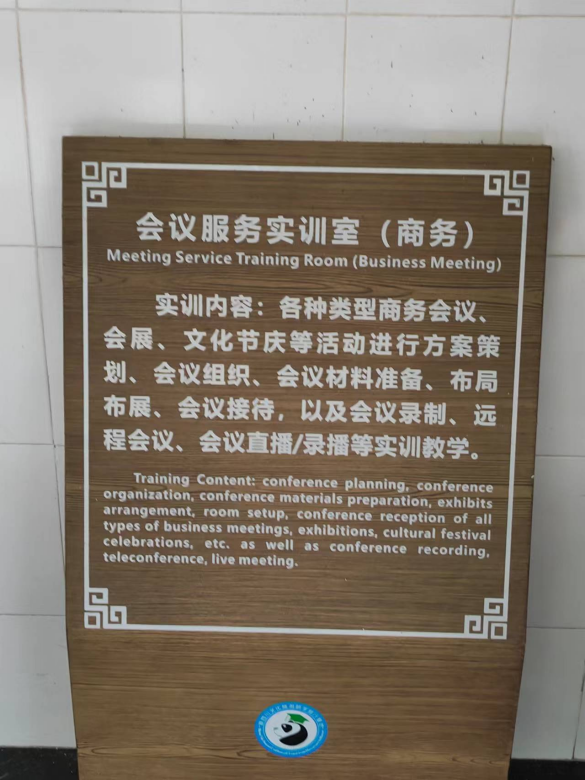 会议服务实训室（商务）
Meeting Service Training Room (Business Meeting)
实训内容：各种类型商务会议、
会展、文化节庆等活动进行方案策
划、会议组织、会议材料准备、布局
布展、会议接待，以及会议录制、远
程会议、会议直播/录播等实训教学。
Training Content: conference planning, conference
organization, conference materials preparation, exhibits
arrangement, room setup, conference reception of all
types of business meetings, exhibitions, cultural festival
celebrations, etc. as well as conference recording,
teleconference, live meeting.